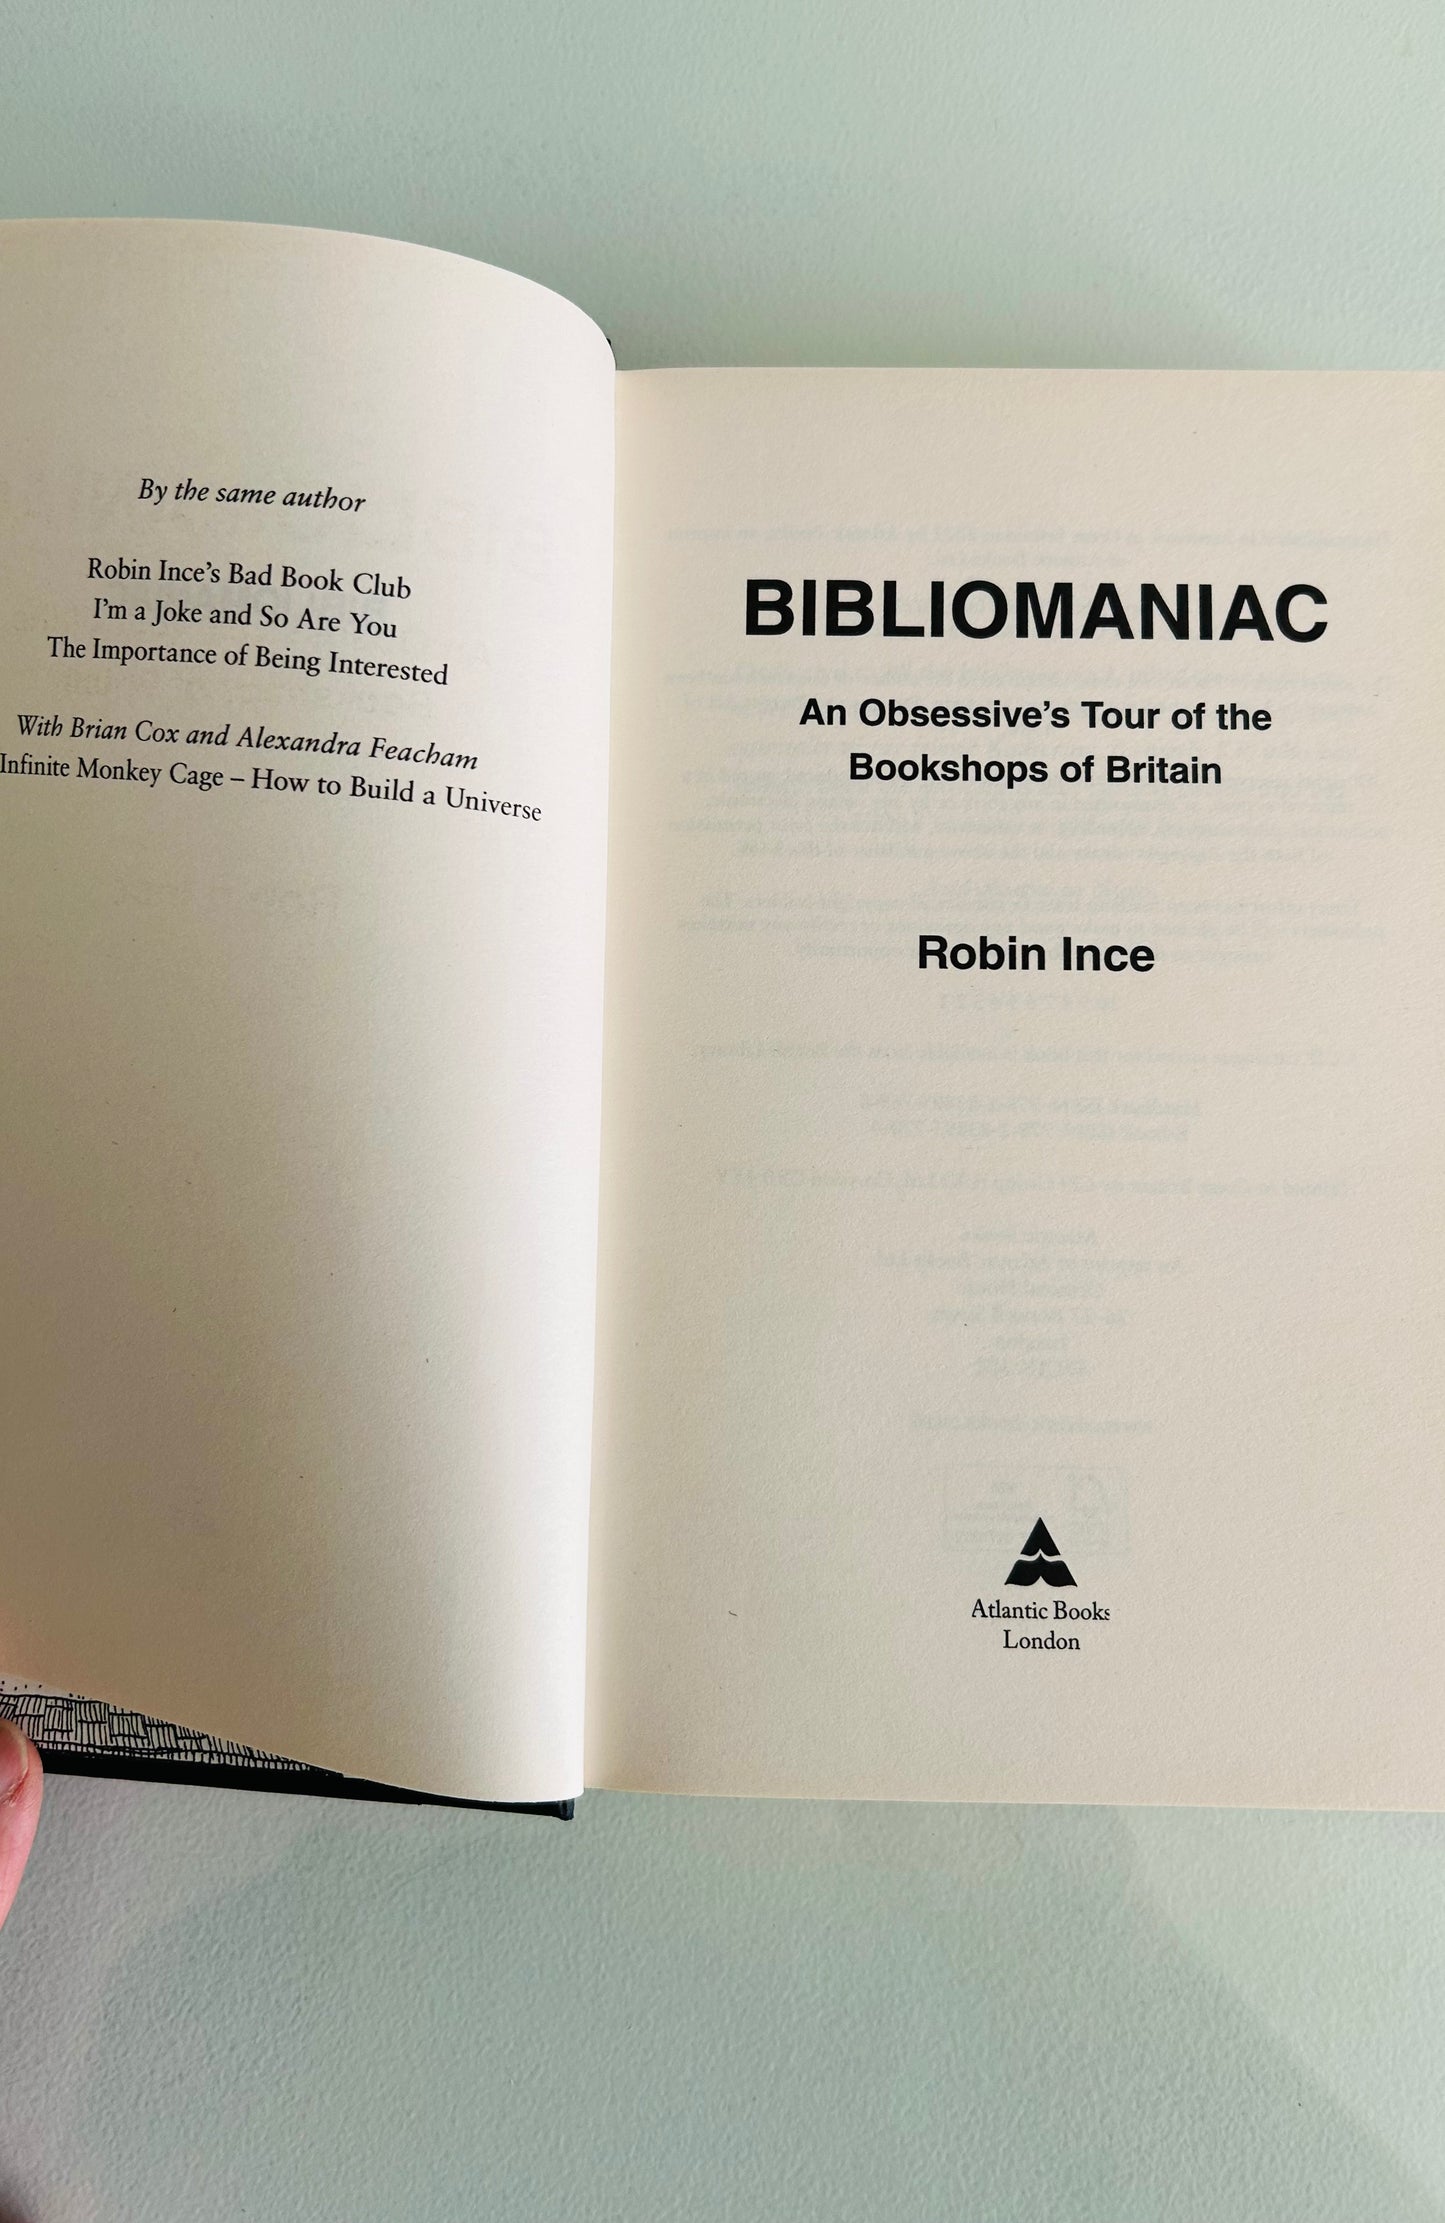 By the same author
Robin Ince's Bad Book Club
I'm a Joke and So Are You
The Importance of Being Interested
With Brian Cox and Alexandra Feacham
Infinite Monkey Cage – How to Build a Universe
BIBLIOMANIAC
An Obsessive's Tour of the
Bookshops of Britain
Robin Ince
Atlantic Books
London